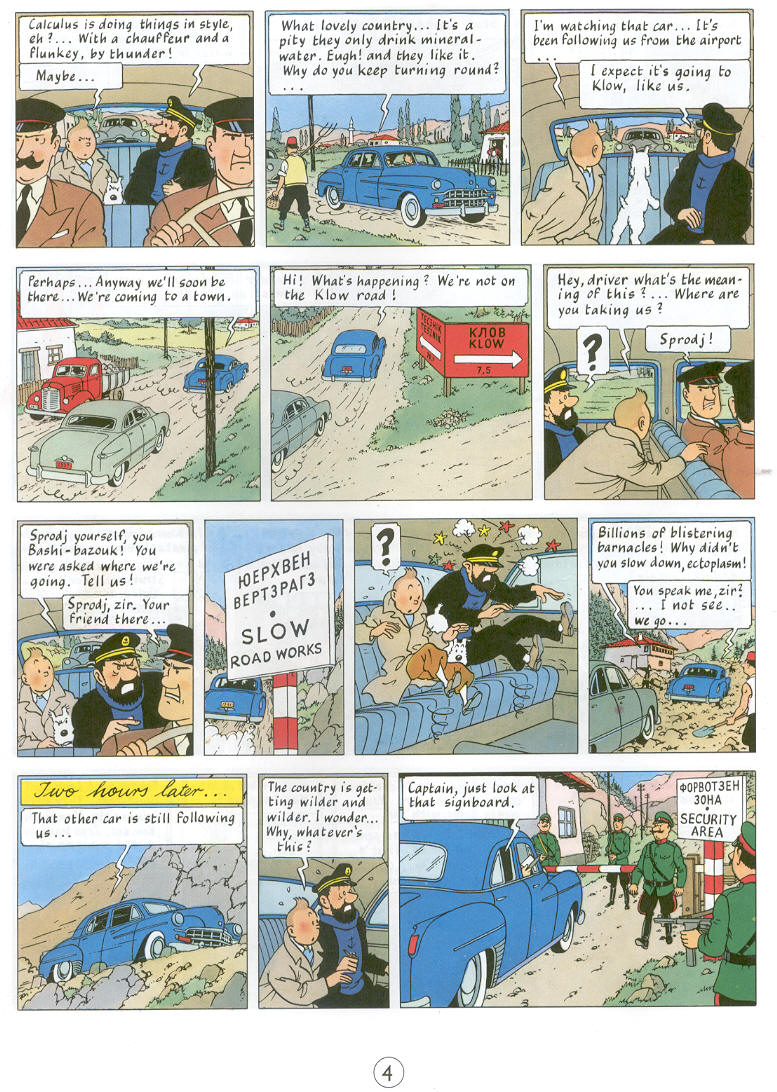 Calculus is doing things in style,
eh?... With a chauffeur and a
flunkey, by thunder!
Maybe...
What lovely country... It's a
pity they only drink mineral-
water. Eugh! and they like it.
Why do you keep turning round?
...
I'm watching that car... It's
been following us from the airport
...
I expect it's going to
Klow, like us.
Perhaps... Anyway we'll soon be
there... We're coming to a town.
Hi! What's happening? We're not on
the Klow road!
КЛОВ
KLOW
7,5
Hey, driver what's the mean-
ing of this?... Where are
you taking us?
?
Sprodj!
Sprodj yourself, you
Bashi-bazouk! You
were asked where we're
going. Tell us!
Sprodj, zir. Your
friend there...
ЮЕРХВЕН
ВЕРТЗРАГЗ
•
SLOW
ROAD WORKS
?
Billions of blistering
barnacles! Why didn't
you slow down, ectoplasm!
You speak me, zir?
... I not see..
we go...
Two hours later...
That other car is still following
us...
The country is get-
ting wilder and
wilder. I wonder...
Why, whatever's
this?
Captain, just look at
that signboard.
ФОРВОТЗЕН
ЗОНА
•
SECURITY
AREA
4